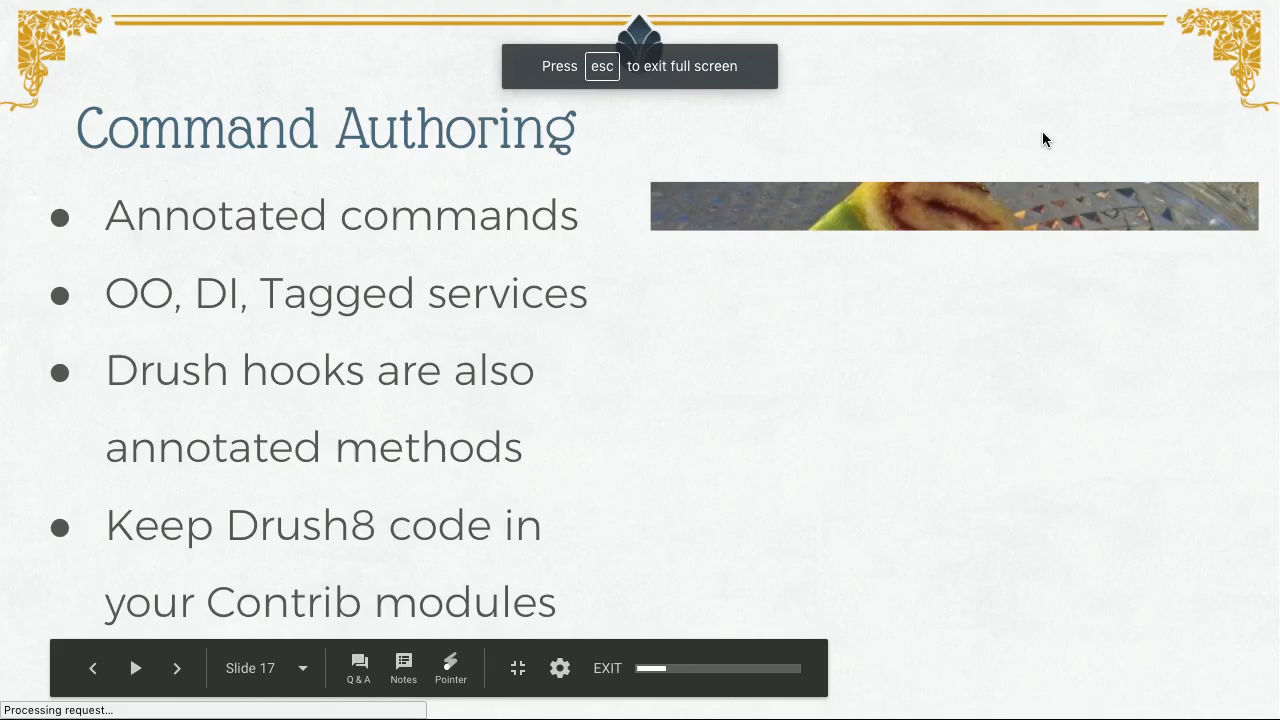 Press esc to exit full screen
Command Authoring
● Annotated commands
● OO, DI, Tagged services
● Drush hooks are also
annotated methods
● Keep Drush8 code in
your Contrib modules
Slide 17
Q & A
Notes
Pointer
EXIT
Processing request...